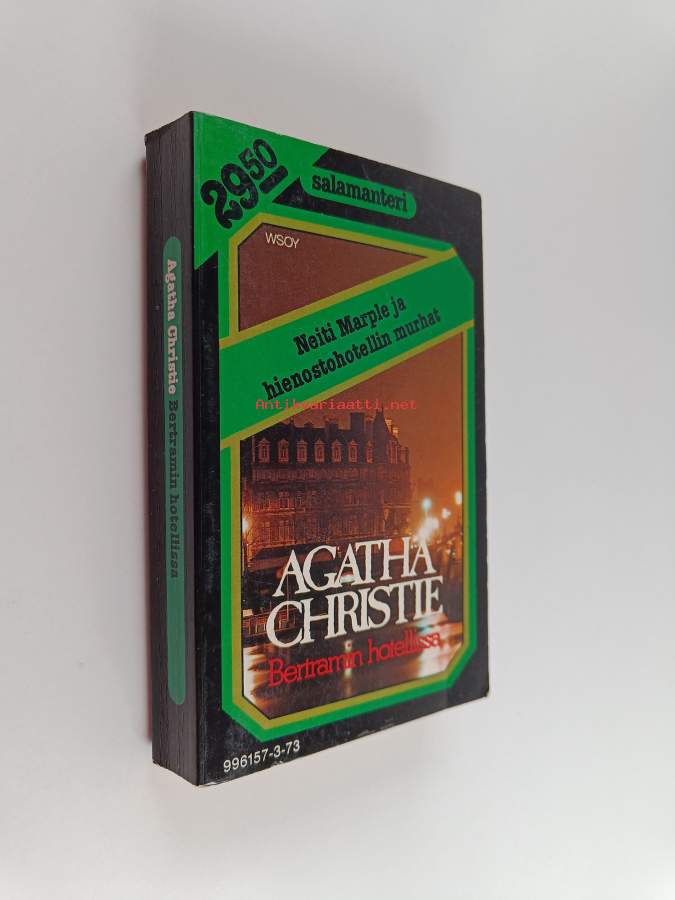 2950
salamanteri
WSOY
Neiti Marple ja
hienostohotellin murhat
Antikvariaatti.net
AGATHA
CHRISTIE
Bertramin hotellissa
996157-3-73
Agatha Christie Bertramin hotellissa